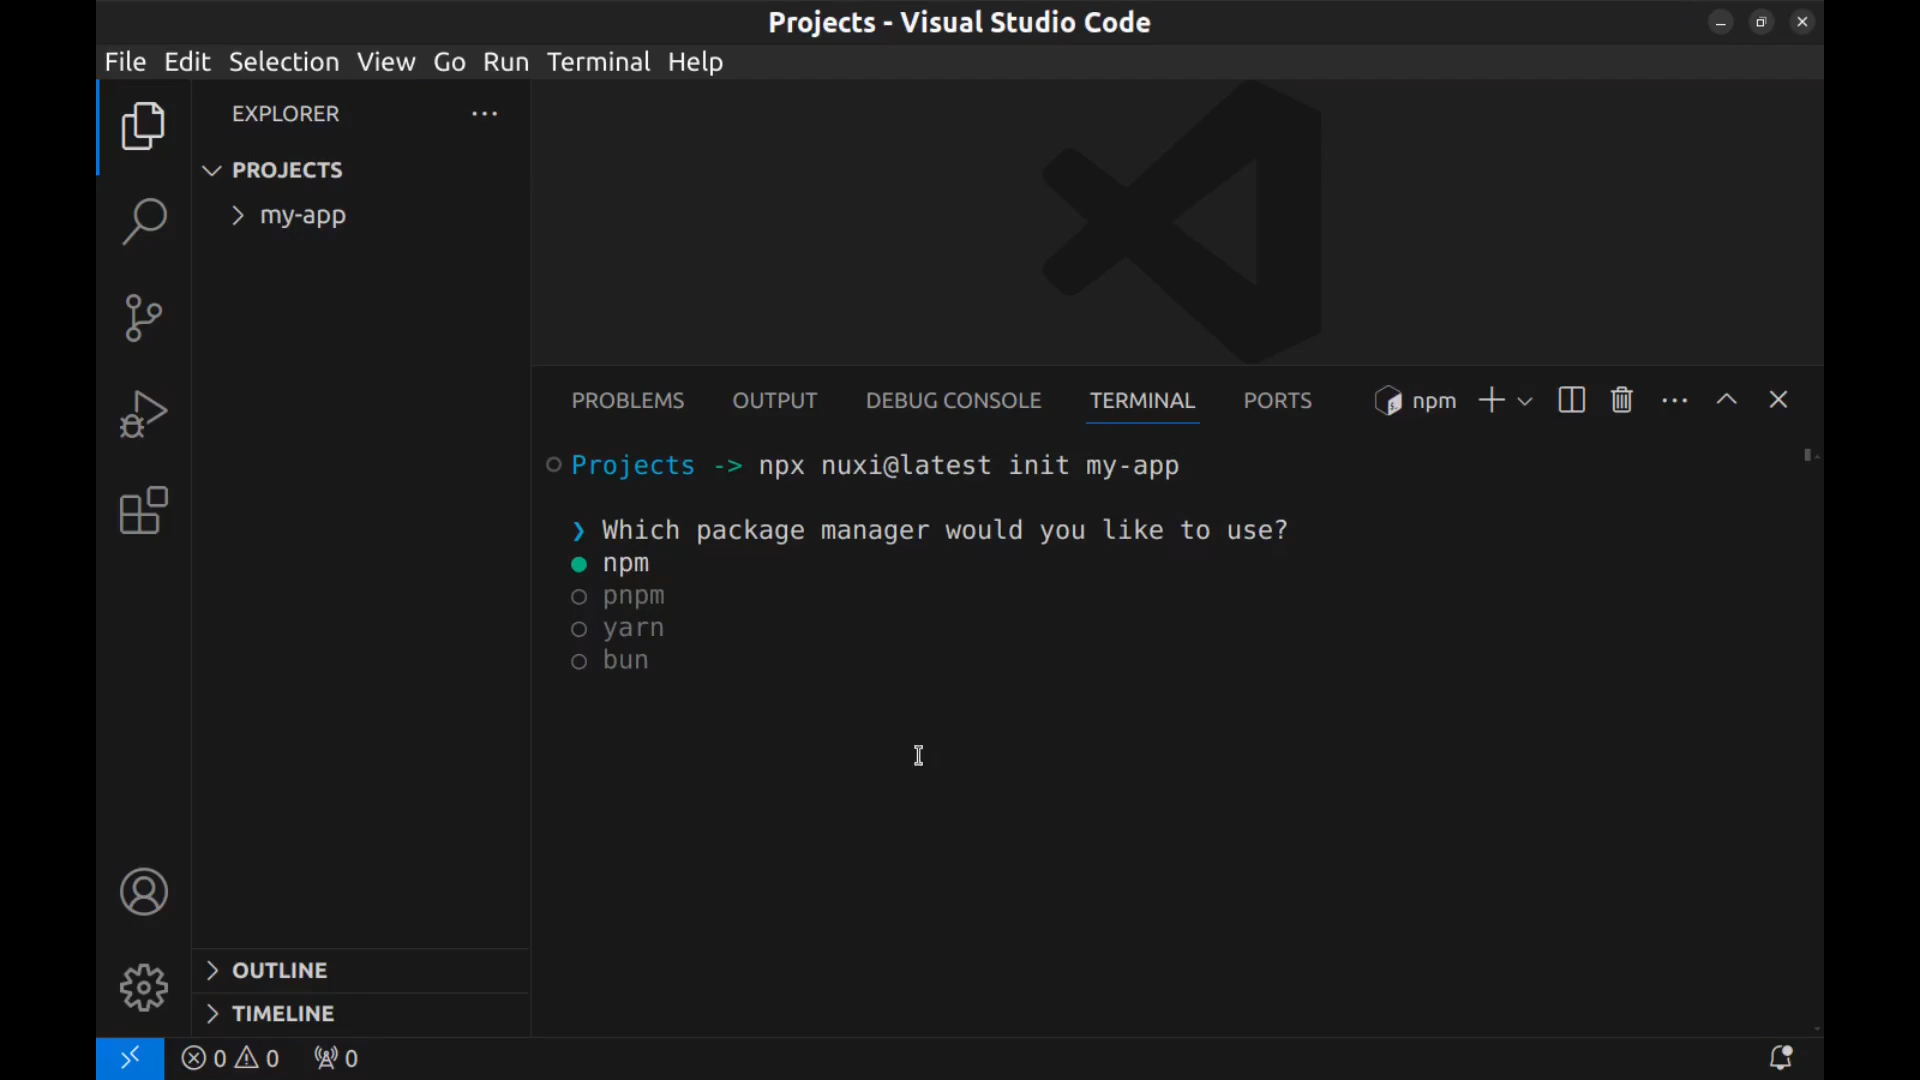 Projects - Visual Studio Code
File Edit Selection View Go Run Terminal Help
EXPLORER
PROJECTS
my-app
OUTLINE
TIMELINE
PROBLEMS OUTPUT DEBUG CONSOLE TERMINAL PORTS npm
Projects -> npx nuxi@latest init my-app
❯ Which package manager would you like to use?
● npm
○ pnpm
○ yarn
○ bun
0 0 0